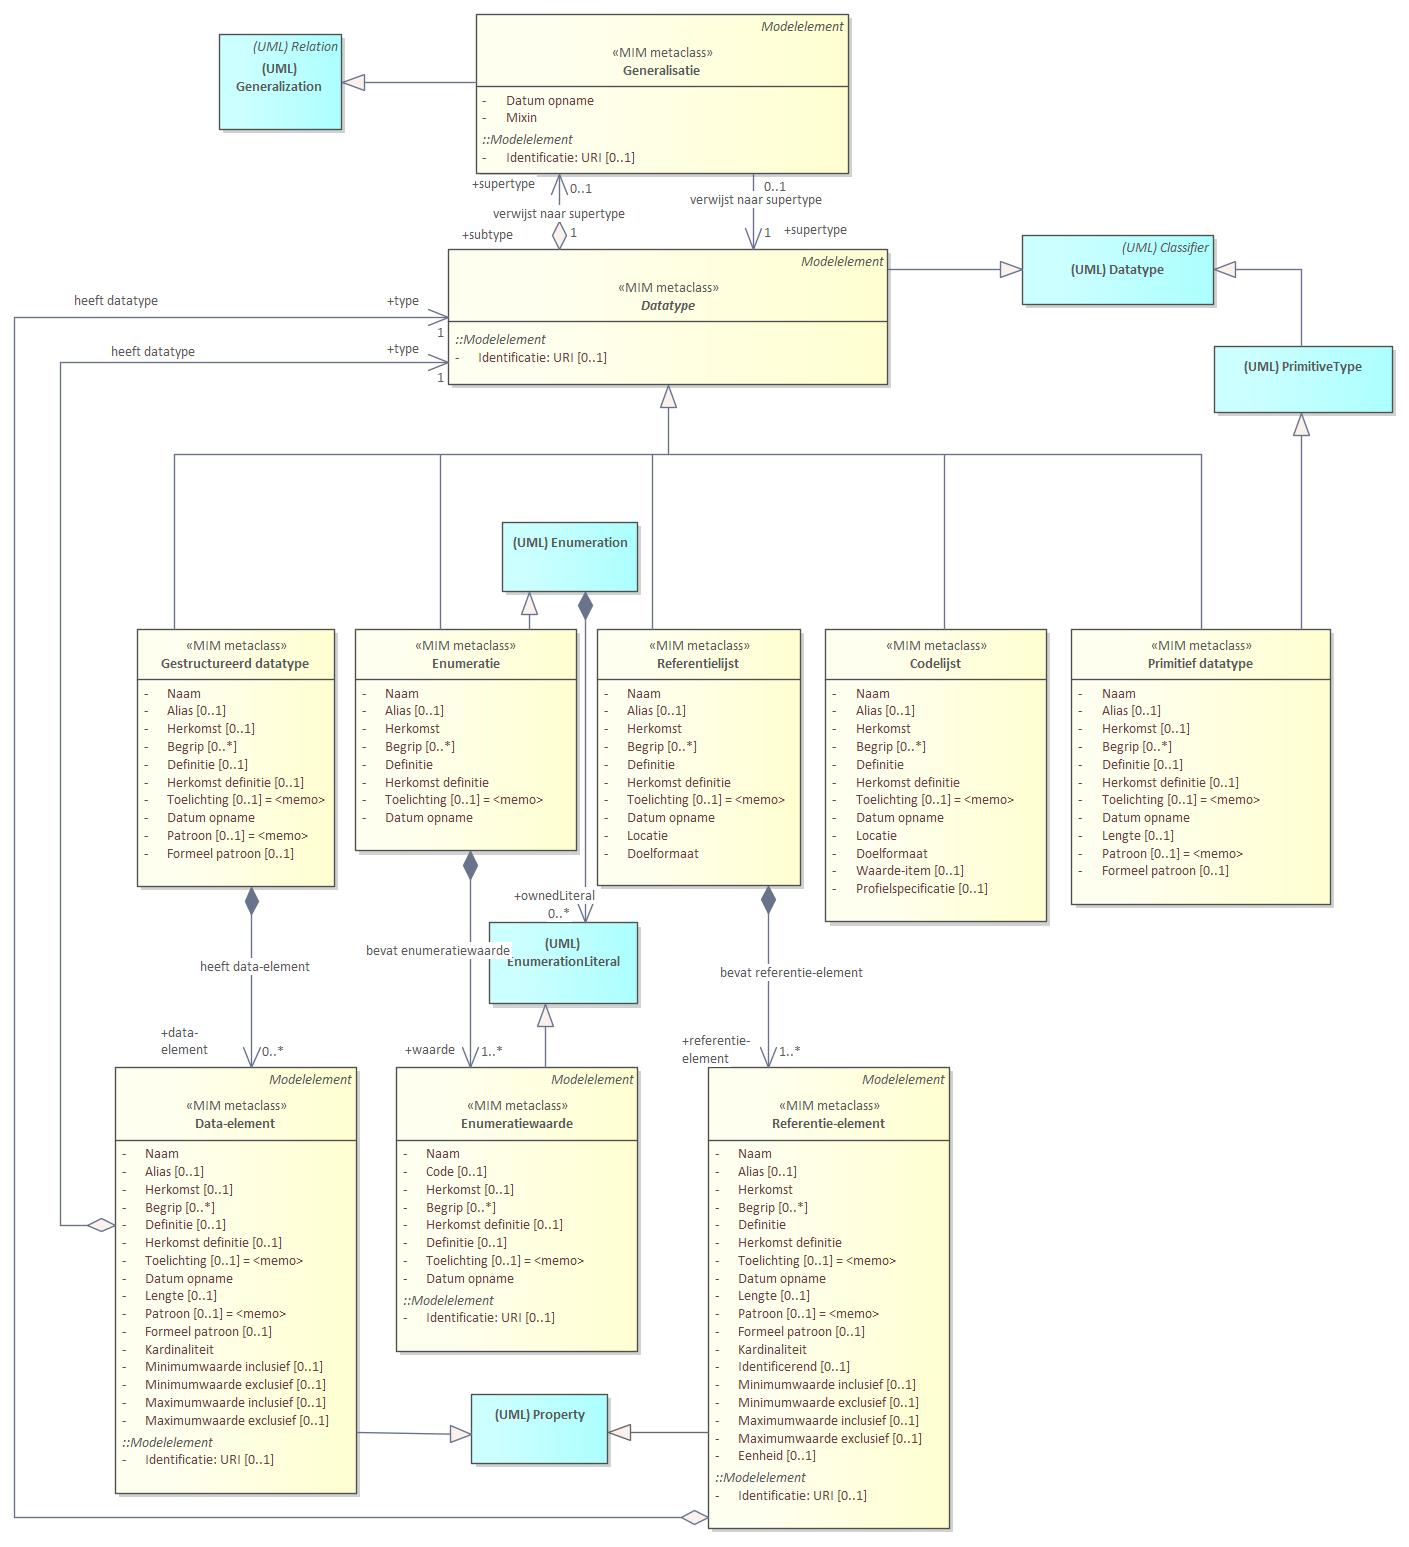 Modelelement
«MIM metaclass»
Generalisatie
- Datum opname
- Mixin
::Modelelement
- Identificatie: URI [0..1]
(UML) Relation
(UML)
Generalization
+supertype
0..1
verwijst naar supertype
+subtype
1
0..1
verwijst naar supertype
1
+supertype
Modelelement
«MIM metaclass»
Datatype
::Modelelement
- Identificatie: URI [0..1]
(UML) Classifier
(UML) Datatype
(UML) PrimitiveType
heeft datatype
+type
1
heeft datatype
+type
1
(UML) Enumeration
«MIM metaclass»
Gestructureerd datatype
- Naam
- Alias [0..1]
- Herkomst [0..1]
- Begrip [0..*]
- Definitie [0..1]
- Herkomst definitie [0..1]
- Toelichting [0..1] = <memo>
- Datum opname
- Patroon [0..1] = <memo>
- Formeel patroon [0..1]
«MIM metaclass»
Enumeratie
- Naam
- Alias [0..1]
- Herkomst
- Begrip [0..*]
- Definitie
- Herkomst definitie
- Toelichting [0..1] = <memo>
- Datum opname
«MIM metaclass»
Referentielijst
- Naam
- Alias [0..1]
- Herkomst
- Begrip [0..*]
- Definitie
- Herkomst definitie
- Toelichting [0..1] = <memo>
- Datum opname
- Locatie
- Doelformaat
«MIM metaclass»
Codelijst
- Naam
- Alias [0..1]
- Herkomst
- Begrip [0..*]
- Definitie
- Herkomst definitie
- Toelichting [0..1] = <memo>
- Datum opname
- Locatie
- Doelformaat
- Waarde-item [0..1]
- Profielspecificatie [0..1]
«MIM metaclass»
Primitief datatype
- Naam
- Alias [0..1]
- Herkomst [0..1]
- Begrip [0..*]
- Definitie [0..1]
- Herkomst definitie [0..1]
- Toelichting [0..1] = <memo>
- Datum opname
- Lengte [0..1]
- Patroon [0..1] = <memo>
- Formeel patroon [0..1]
+ownedLiteral
0..*
(UML)
EnumerationLiteral
heeft data-element
+data-
element
0..*
bevat enumeratiewaarde
+waarde
1..*
bevat referentie-element
+referentie-
element
1..*
Modelelement
«MIM metaclass»
Data-element
- Naam
- Alias [0..1]
- Herkomst [0..1]
- Begrip [0..*]
- Definitie [0..1]
- Herkomst definitie [0..1]
- Toelichting [0..1] = <memo>
- Datum opname
- Lengte [0..1]
- Patroon [0..1] = <memo>
- Formeel patroon [0..1]
- Kardinaliteit
- Minimumwaarde inclusief [0..1]
- Minimumwaarde exclusief [0..1]
- Maximumwaarde inclusief [0..1]
- Maximumwaarde exclusief [0..1]
::Modelelement
- Identificatie: URI [0..1]
Modelelement
«MIM metaclass»
Enumeratiewaarde
- Naam
- Code [0..1]
- Herkomst [0..1]
- Begrip [0..*]
- Herkomst definitie [0..1]
- Definitie [0..1]
- Toelichting [0..1] = <memo>
- Datum opname
::Modelelement
- Identificatie: URI [0..1]
Modelelement
«MIM metaclass»
Referentie-element
- Naam
- Alias [0..1]
- Herkomst
- Begrip [0..*]
- Definitie
- Herkomst definitie
- Toelichting [0..1] = <memo>
- Datum opname
- Lengte [0..1]
- Patroon [0..1] = <memo>
- Formeel patroon [0..1]
- Kardinaliteit
- Identificerend [0..1]
- Minimumwaarde inclusief [0..1]
- Minimumwaarde exclusief [0..1]
- Maximumwaarde inclusief [0..1]
- Maximumwaarde exclusief [0..1]
- Eenheid [0..1]
::Modelelement
- Identificatie: URI [0..1]
(UML) Property